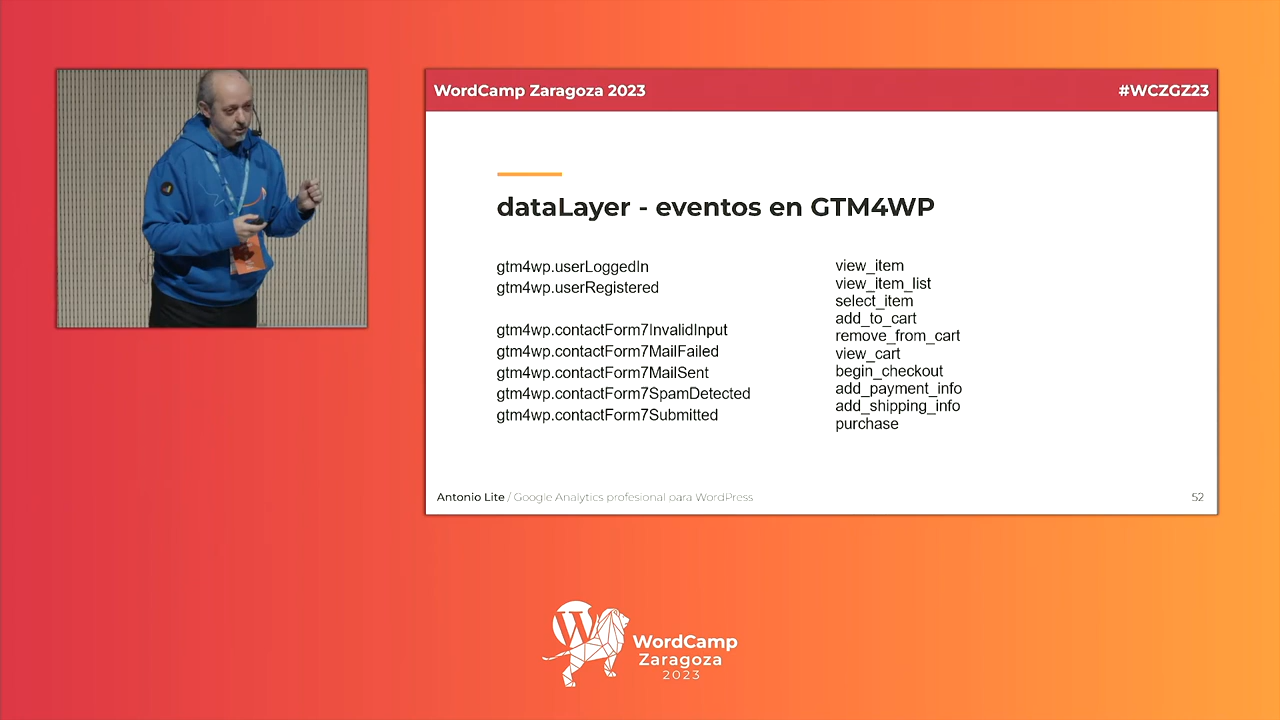 WordCamp Zaragoza 2023
#WCZGZ23
dataLayer - eventos en GTM4WP
gtm4wp.userLoggedIn
gtm4wp.userRegistered
gtm4wp.contactForm7InvalidInput
gtm4wp.contactForm7MailFailed
gtm4wp.contactForm7MailSent
gtm4wp.contactForm7SpamDetected
gtm4wp.contactForm7Submitted
view_item
view_item_list
select_item
add_to_cart
remove_from_cart
view_cart
begin_checkout
add_payment_info
add_shipping_info
purchase
Antonio Lite / Google Analytics profesional para WordPress
52
WordCamp
Zaragoza
2023